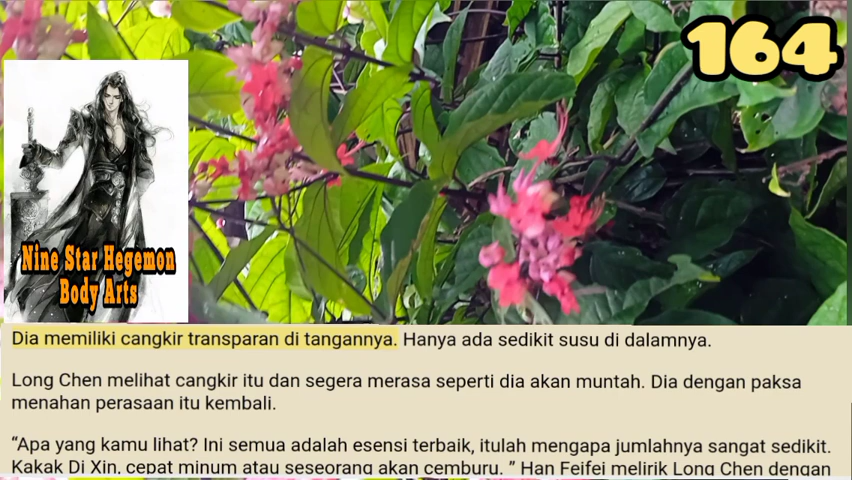 164
Nine Star Hegemon
Body Arts
Dia memiliki cangkir transparan di tangannya. Hanya ada sedikit susu di dalamnya.
Long Chen melihat cangkir itu dan segera merasa seperti dia akan muntah. Dia dengan paksa
menahan perasaan itu kembali.
“Apa yang kamu lihat? Ini semua adalah esensi terbaik, itulah mengapa jumlahnya sangat sedikit.
Kakak Di Xin, cepat minum atau seseorang akan cemburu. ” Han Feifei melirik Long Chen dengan